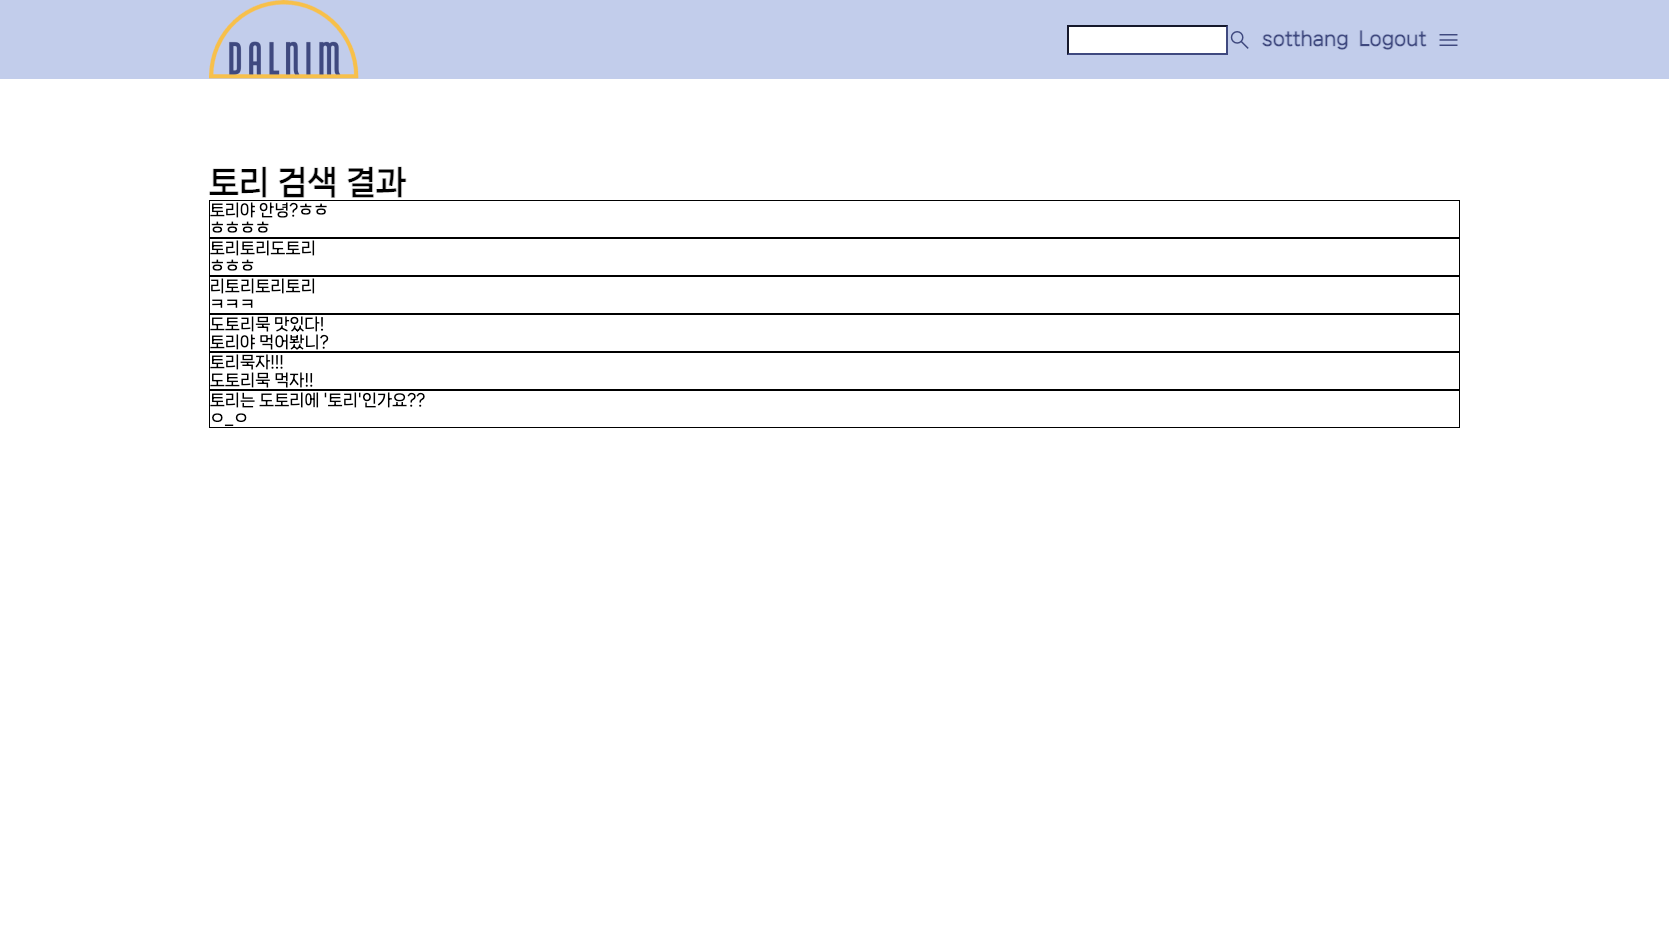 DALNIM
sotthang Logout
토리 검색 결과
토리야 안녕?ㅎㅎ
ㅎㅎㅎㅎ
토리토리도토리
ㅎㅎㅎ
리토리토리토리
ㅋㅋㅋ
도토리묵 맛있다!
토리야 먹어봤니?
토리묵자!!!
도토리묵 먹자!!
토리는 도토리에 '토리'인가요??
ㅇ_ㅇ